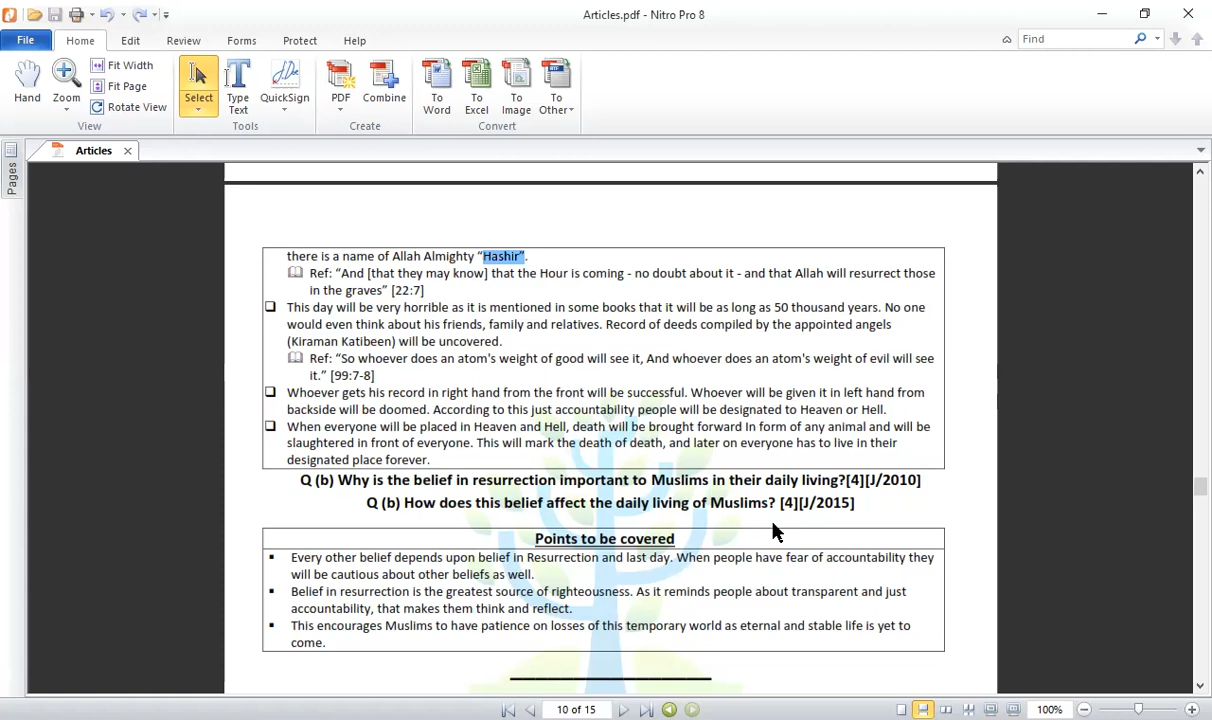 Articles.pdf - Nitro Pro 8
File Home Edit Review Forms Protect Help
Find
Hand
Zoom
Fit Width
Fit Page
Rotate View
View
Select
Type Text
QuickSign
Tools
PDF
Combine
Create
To Word
To Excel
To Image
To Other
Convert
Articles
Pages
there is a name of Allah Almighty “Hashir”.
Ref: “And [that they may know] that the Hour is coming - no doubt about it - and that Allah will resurrect those
in the graves” [22:7]
This day will be very horrible as it is mentioned in some books that it will be as long as 50 thousand years. No one
would even think about his friends, family and relatives. Record of deeds compiled by the appointed angels
(Kiraman Katibeen) will be uncovered.
Ref: “So whoever does an atom's weight of good will see it, And whoever does an atom's weight of evil will see
it.” [99:7-8]
Whoever gets his record in right hand from the front will be successful. Whoever will be given it in left hand from
backside will be doomed. According to this just accountability people will be designated to Heaven or Hell.
When everyone will be placed in Heaven and Hell, death will be brought forward In form of any animal and will be
slaughtered in front of everyone. This will mark the death of death, and later on everyone has to live in their
designated place forever.
Q (b) Why is the belief in resurrection important to Muslims in their daily living?[4][J/2010]
Q (b) How does this belief affect the daily living of Muslims? [4][J/2015]
Points to be covered
▪ Every other belief depends upon belief in Resurrection and last day. When people have fear of accountability they
will be cautious about other beliefs as well.
▪ Belief in resurrection is the greatest source of righteousness. As it reminds people about transparent and just
accountability, that makes them think and reflect.
▪ This encourages Muslims to have patience on losses of this temporary world as eternal and stable life is yet to
come.
10 of 15
100%